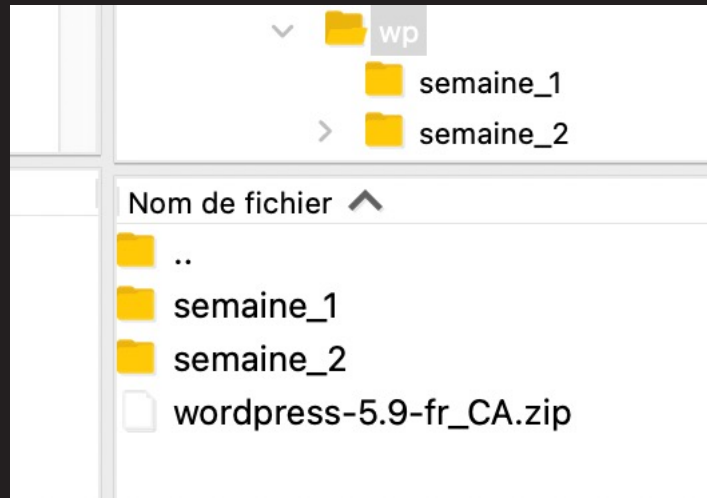 wp
semaine_1
semaine_2
Nom de fichier
..
semaine_1
semaine_2
wordpress-5.9-fr_CA.zip